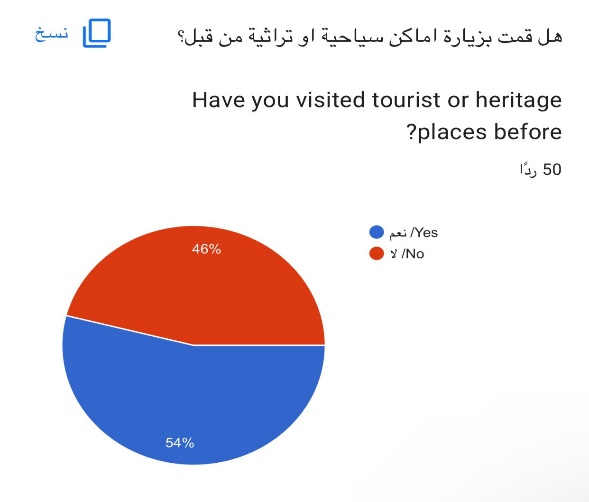 هل قمت بزيارة اماكن سياحية او تراثية من قبل؟
نسخ
Have you visited tourist or heritage
?places before
50 ردًا
نعم /Yes
لا /No
46%
54%